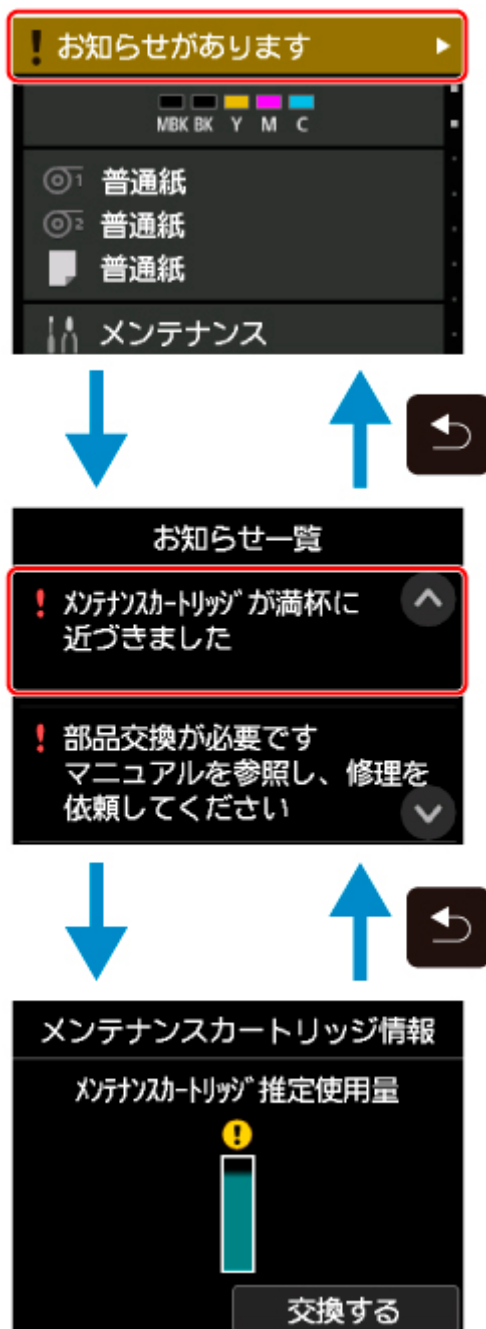 お知らせがあります
MBK BK Y M C
1 普通紙
2 普通紙
普通紙
メンテナンス
お知らせ一覧
! ﾒﾝﾃﾅﾝｽｶｰﾄﾘｯｼﾞが満杯に
近づきました
! 部品交換が必要です
マニュアルを参照し、修理を
依頼してください
メンテナンスカートリッジ情報
ﾒﾝﾃﾅﾝｽｶｰﾄﾘｯｼﾞ推定使用量
!
交換する